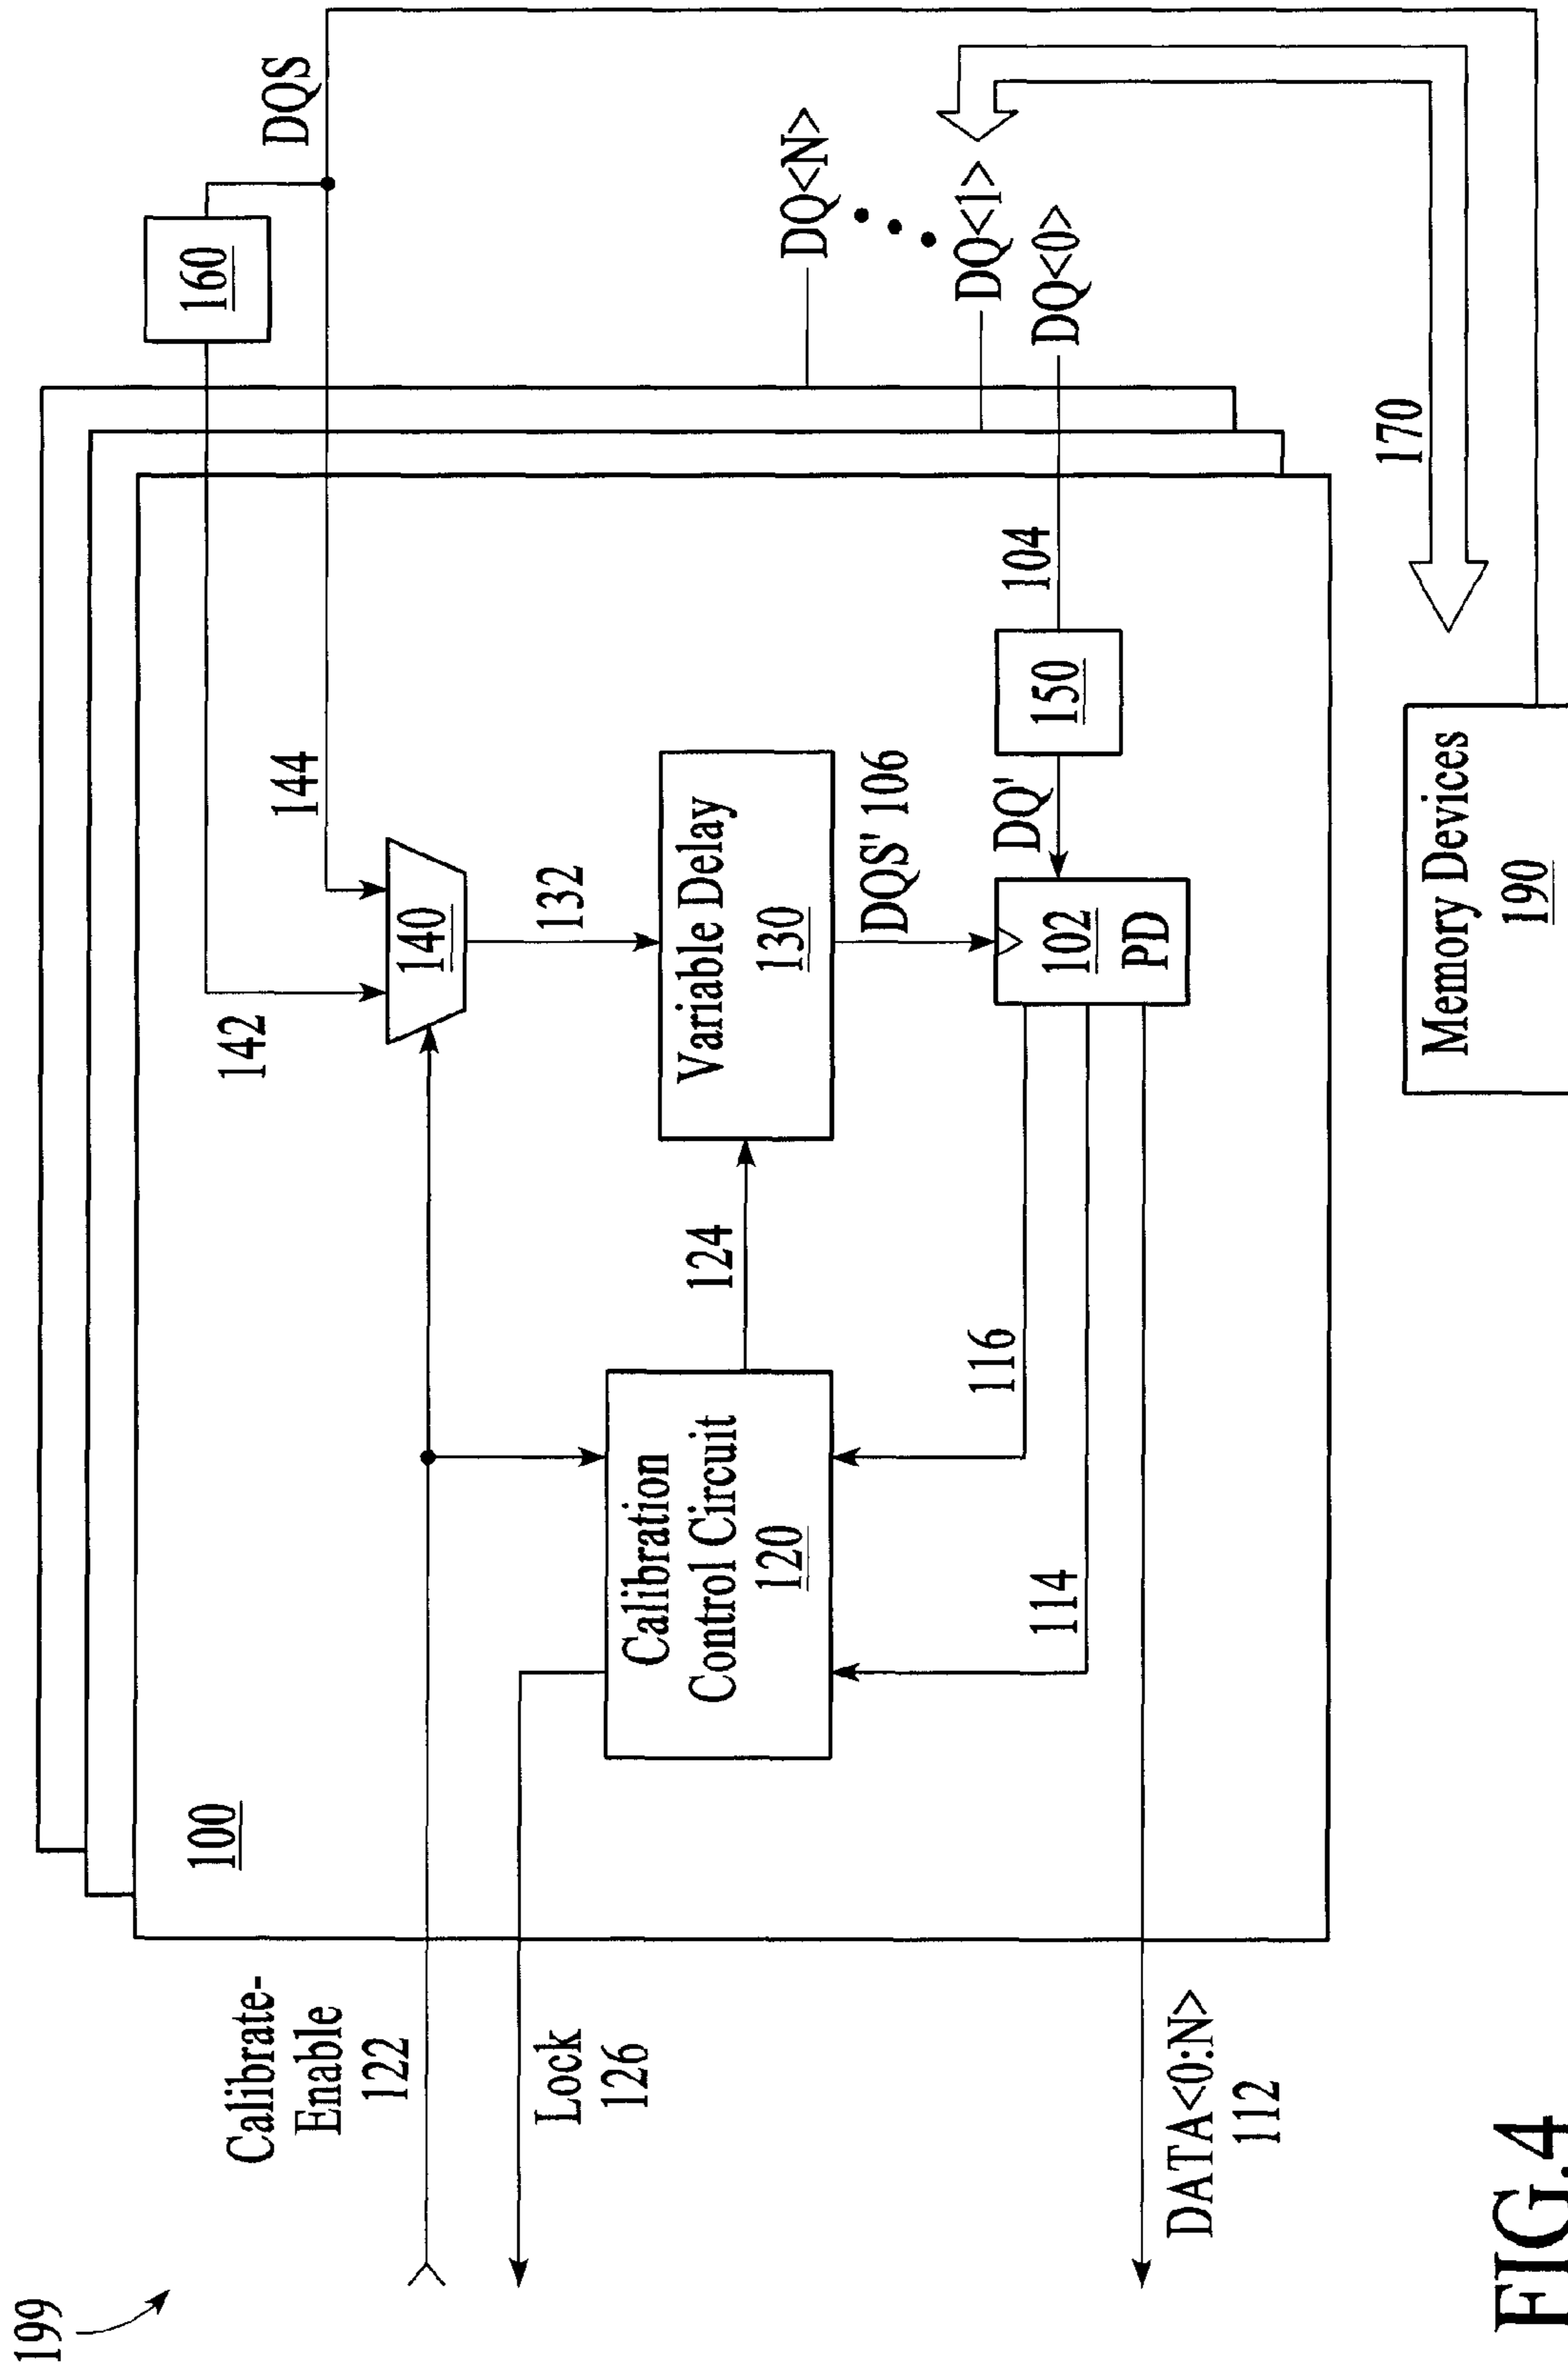 199
Calibrate-
Enable
122
Lock
126
DATA<0:N>
112
100
142
144
160
DQS
140
132
Calibration
Control Circuit
120
124
Variable Delay
130
DQS' 106
116
114
102
PD
DQ'
150
104
DQ<N>
DQ<1>
DQ<0>
170
Memory Devices
190
FIG.4